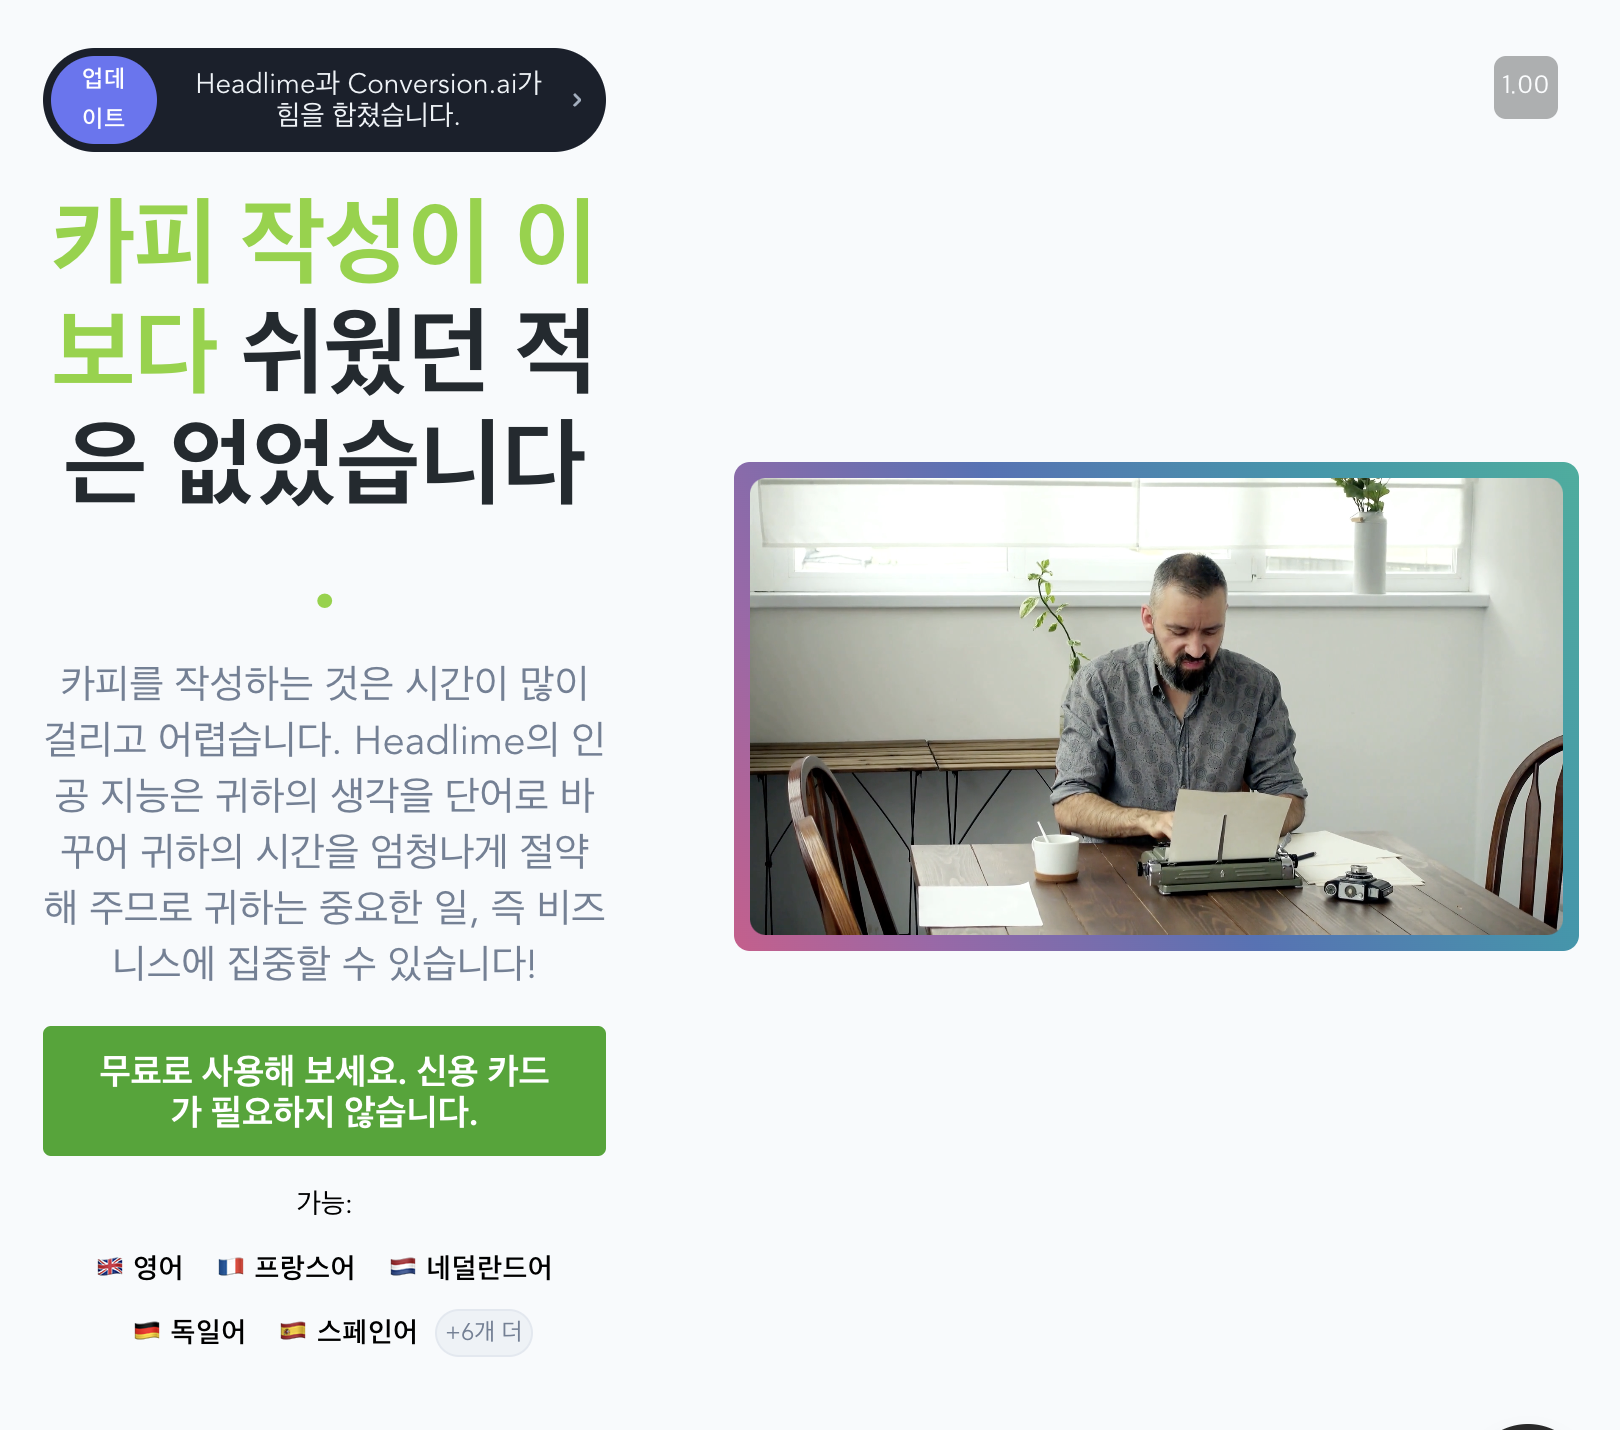 업데
이트
Headlime과 Conversion.ai가
힘을 합쳤습니다.
1.00
카피 작성이 이
보다 쉬웠던 적
은 없었습니다
카피를 작성하는 것은 시간이 많이
걸리고 어렵습니다. Headlime의 인
공 지능은 귀하의 생각을 단어로 바
꾸어 귀하의 시간을 엄청나게 절약
해 주므로 귀하는 중요한 일, 즉 비즈
니스에 집중할 수 있습니다!
무료로 사용해 보세요. 신용 카드
가 필요하지 않습니다.
가능:
영어 프랑스어 네덜란드어
독일어 스페인어 +6개 더